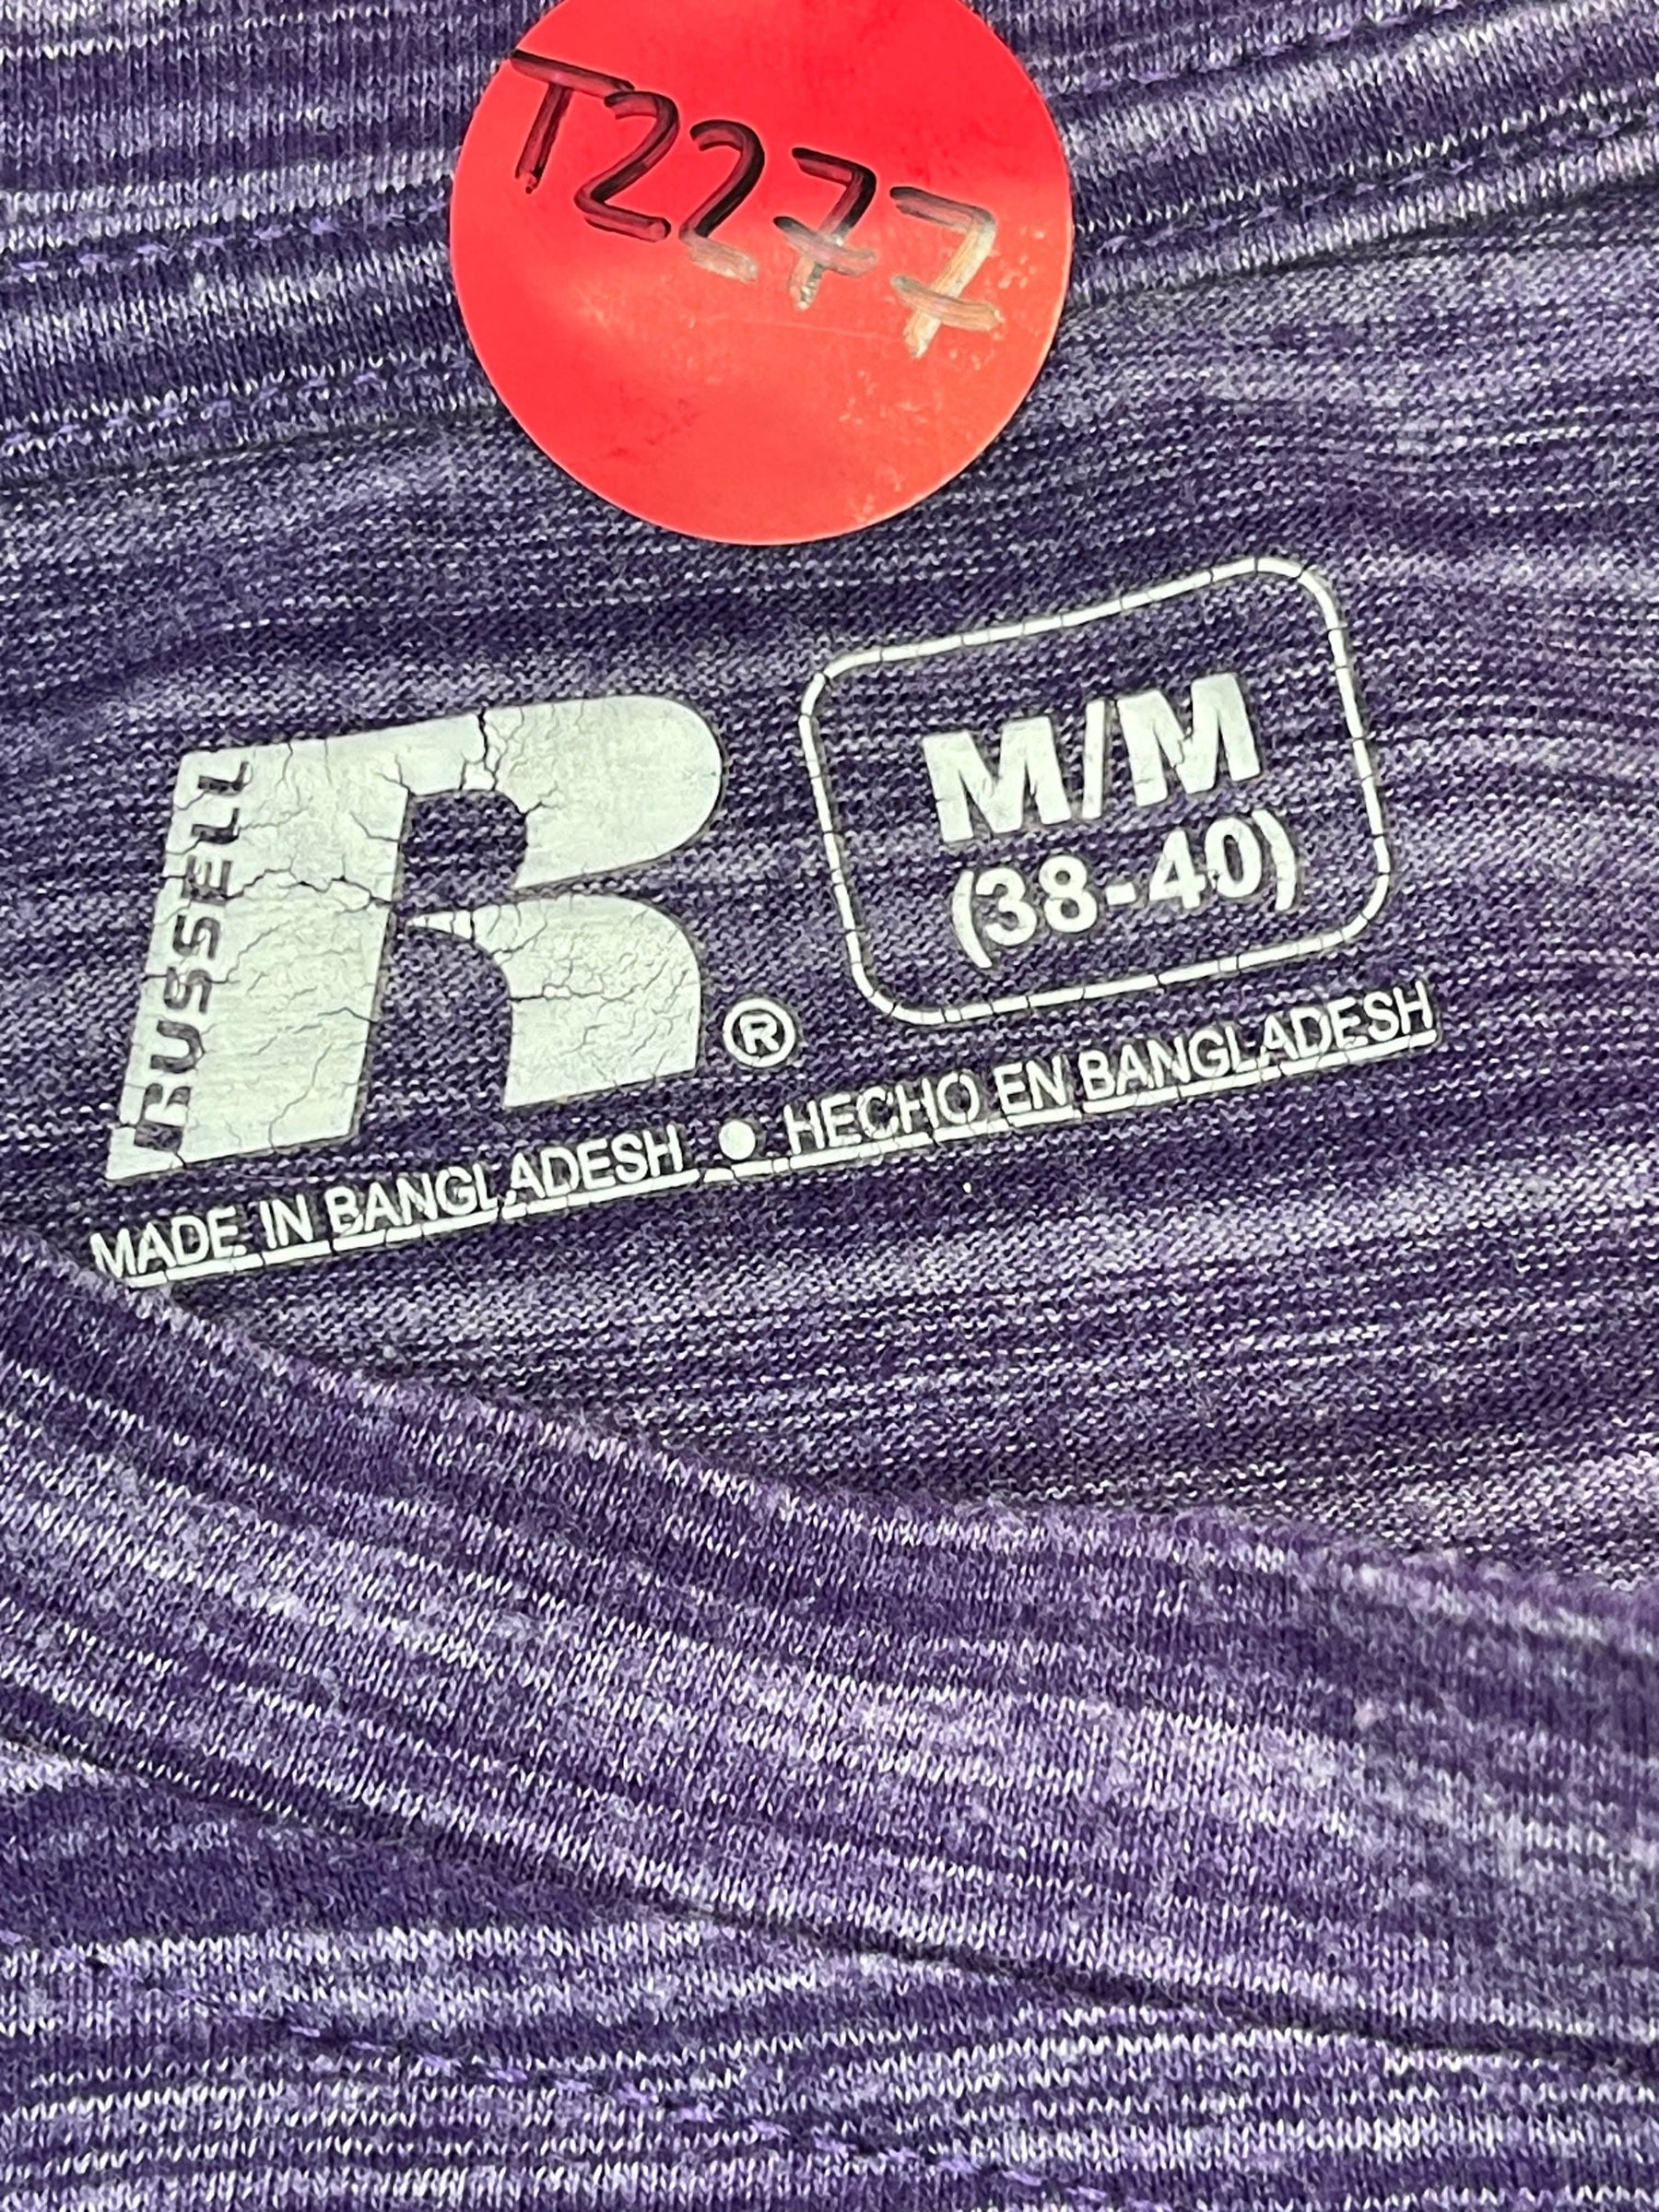 T2277
RUSSELL
R
®
M/M
(38-40)
MADE IN BANGLADESH ● HECHO EN BANGLADESH